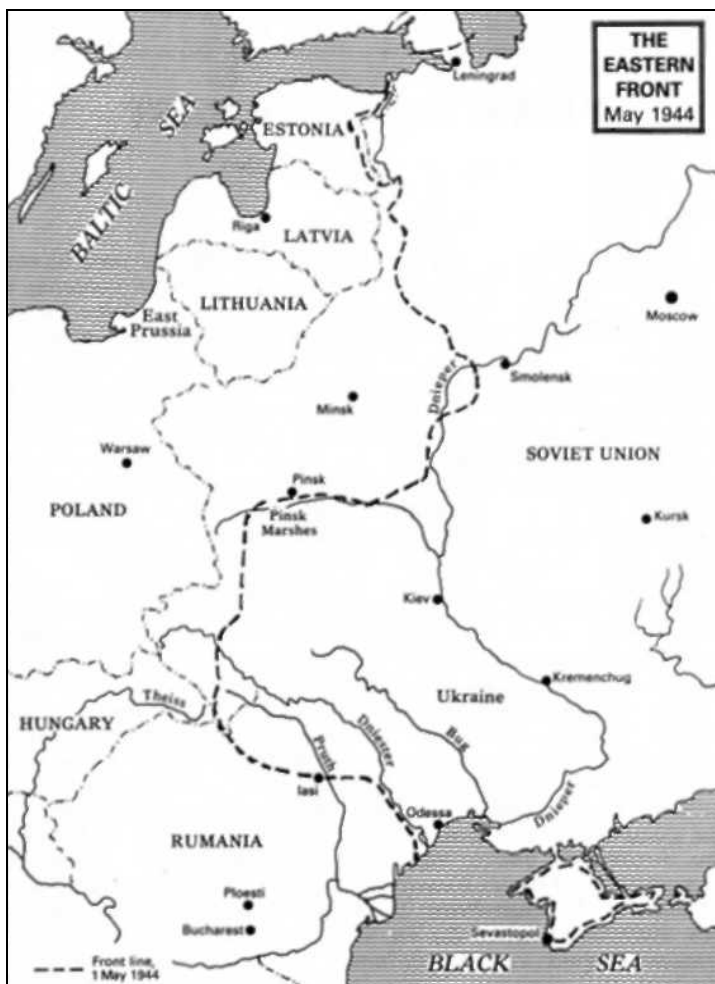 THE
EASTERN
FRONT
May 1944
Leningrad
SEA
ESTONIA
BALTIC
Riga
LATVIA
LITHUANIA
East
Prussia
Moscow
Dnieper
Smolensk
Minsk
Warsaw
SOVIET UNION
Pinsk
POLAND
Pinsk
Marshes
Kursk
Kiev
Kremenchug
Theiss
Ukraine
HUNGARY
Dniester
Bug
Pruth
Iasi
Dnieper
Odessa
RUMANIA
Ploesti
Bucharest
Sevastopol
Front line,
1 May 1944
BLACK SEA